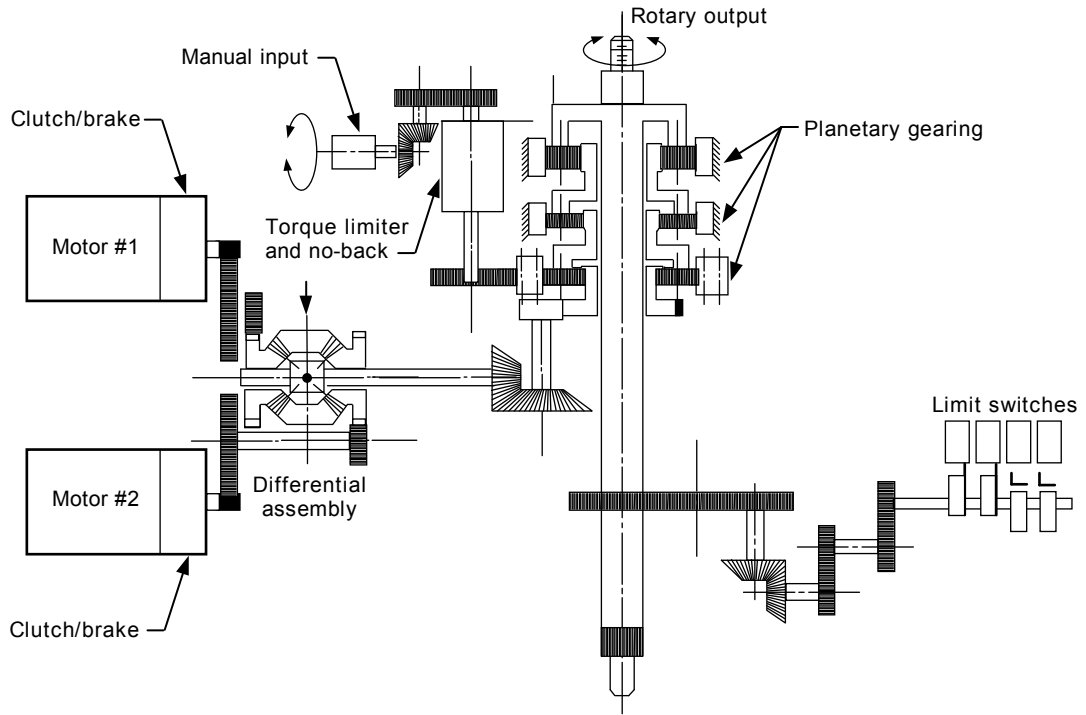 Rotary output
Manual input
Clutch/brake
Planetary gearing
Motor #1
Torque limiter
and no-back
Limit switches
Motor #2
Differential
assembly
Clutch/brake